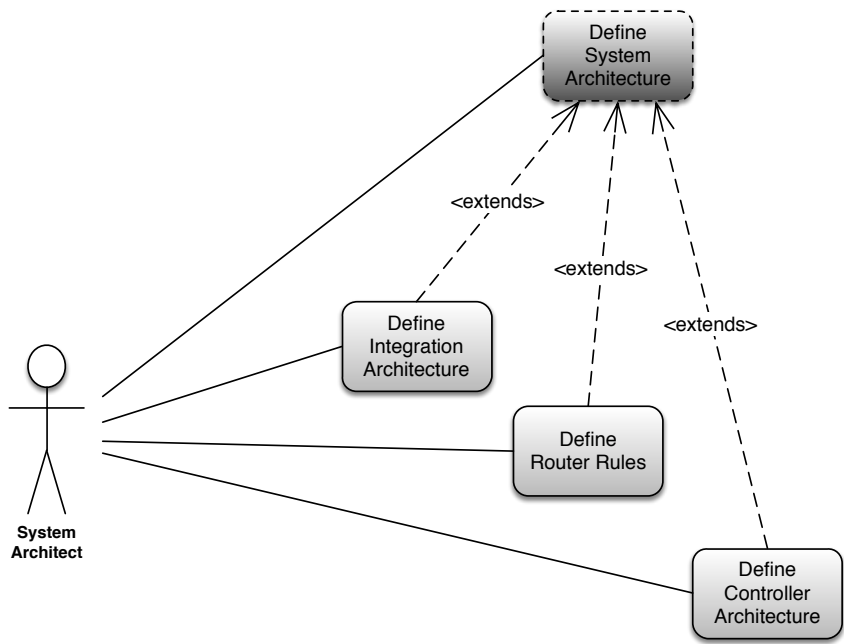 Define
System
Architecture
<extends>
<extends>
<extends>
Define
Integration
Architecture
Define
Router Rules
System
Architect
Define
Controller
Architecture